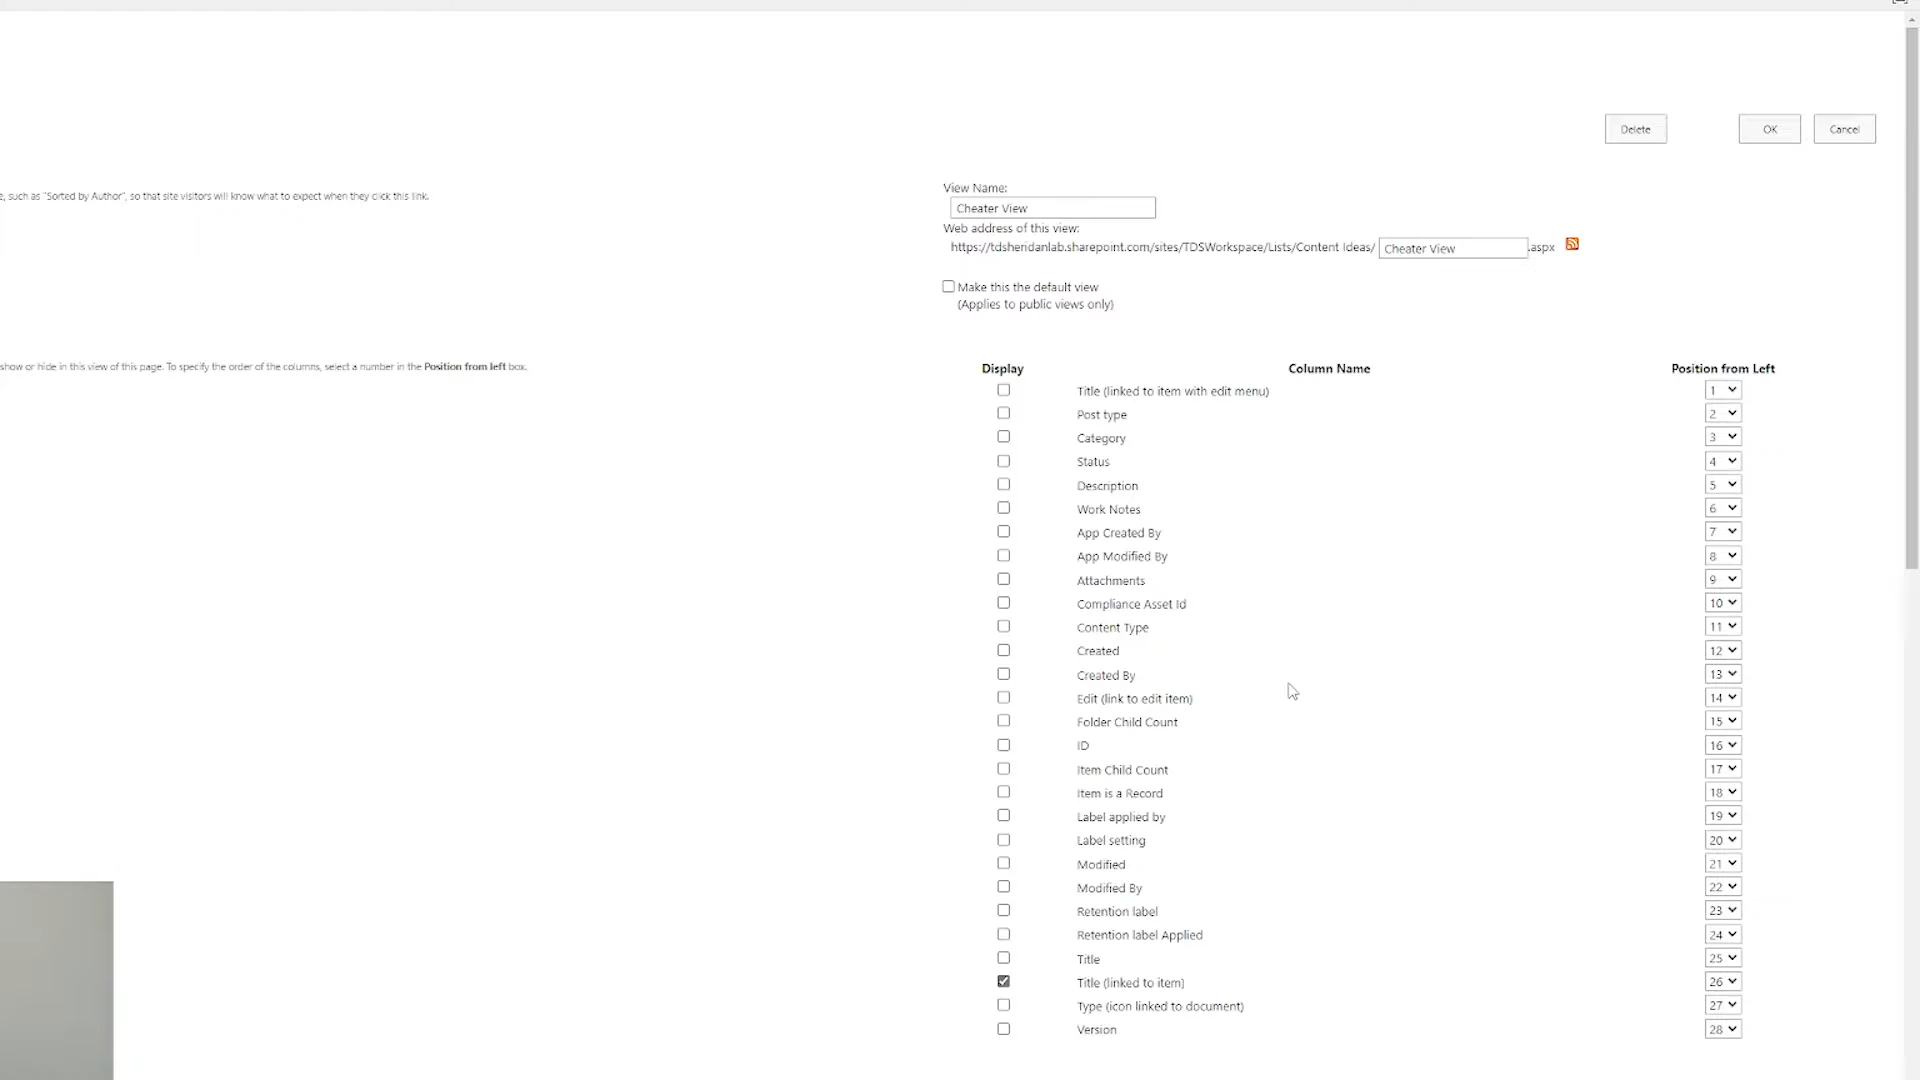 Delete
OK
Cancel
View Name:
e, such as "Sorted by Author", so that site visitors will know what to expect when they click this link.
Cheater View
Web address of this view:
https://tdsheridanlab.sharepoint.com/sites/TDSWorkspace/Lists/Content Ideas/ Cheater View .aspx
Make this the default view
(Applies to public views only)
show or hide in this view of this page. To specify the order of the columns, select a number in the Position from left box.
Display Column Name Position from Left
Title (linked to item with edit menu) 1
Post type 2
Category 3
Status 4
Description 5
Work Notes 6
App Created By 7
App Modified By 8
Attachments 9
Compliance Asset Id 10
Content Type 11
Created 12
Created By 13
Edit (link to edit item) 14
Folder Child Count 15
ID 16
Item Child Count 17
Item is a Record 18
Label applied by 19
Label setting 20
Modified 21
Modified By 22
Retention label 23
Retention label Applied 24
Title 25
Title (linked to item) 26
Type (icon linked to document) 27
Version 28